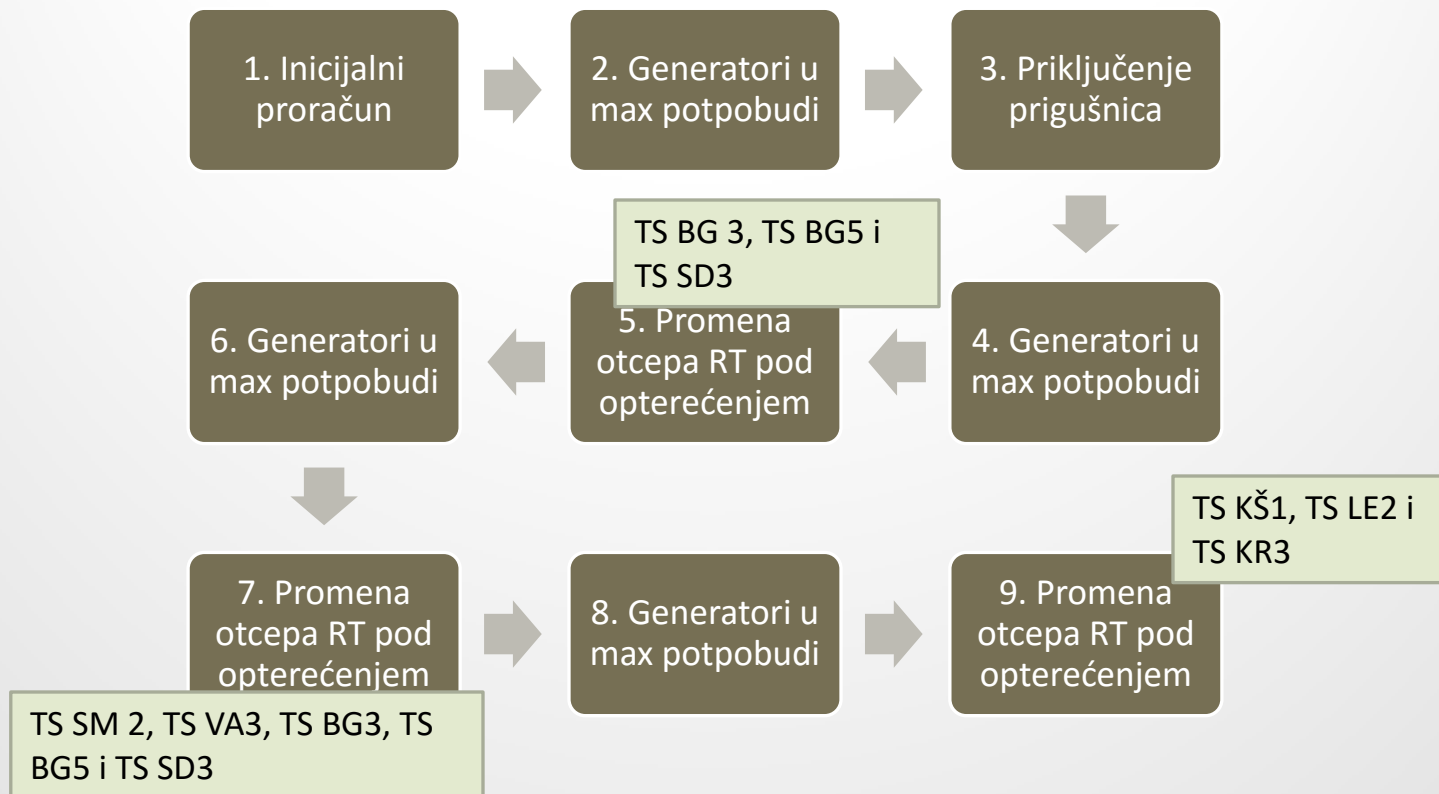 1. Inicijalni
proračun
2. Generatori u
max potpobudi
3. Priključenje
prigušnica
4. Generatori u
max potpobudi
TS BG 3, TS BG5 i
TS SD3
5. Promena
otcepa RT pod
opterećenjem
6. Generatori u
max potpobudi
7. Promena
otcepa RT pod
opterećenjem
TS SM 2, TS VA3, TS BG3, TS
BG5 i TS SD3
8. Generatori u
max potpobudi
TS KŠ1, TS LE2 i
TS KR3
9. Promena
otcepa RT pod
opterećenjem